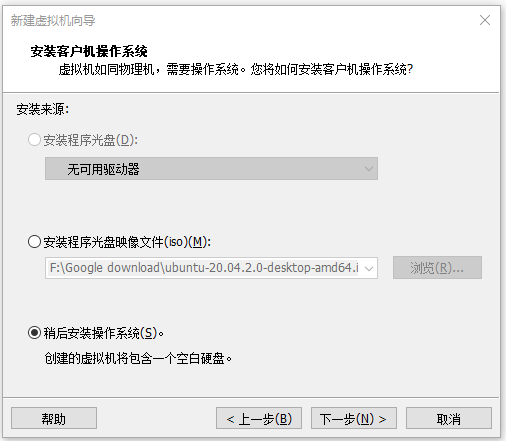 新建虚拟机向导
安装客户机操作系统
虚拟机如同物理机，需要操作系统。您将如何安装客户机操作系统?
安装来源:
安装程序光盘(D):
无可用驱动器
安装程序光盘映像文件(iso)(M):
F:\Google download\ubuntu-20.04.2.0-desktop-amd64.i
浏览(R)...
稍后安装操作系统(S)。
创建的虚拟机将包含一个空白硬盘。
帮助
< 上一步(B)
下一步(N) >
取消